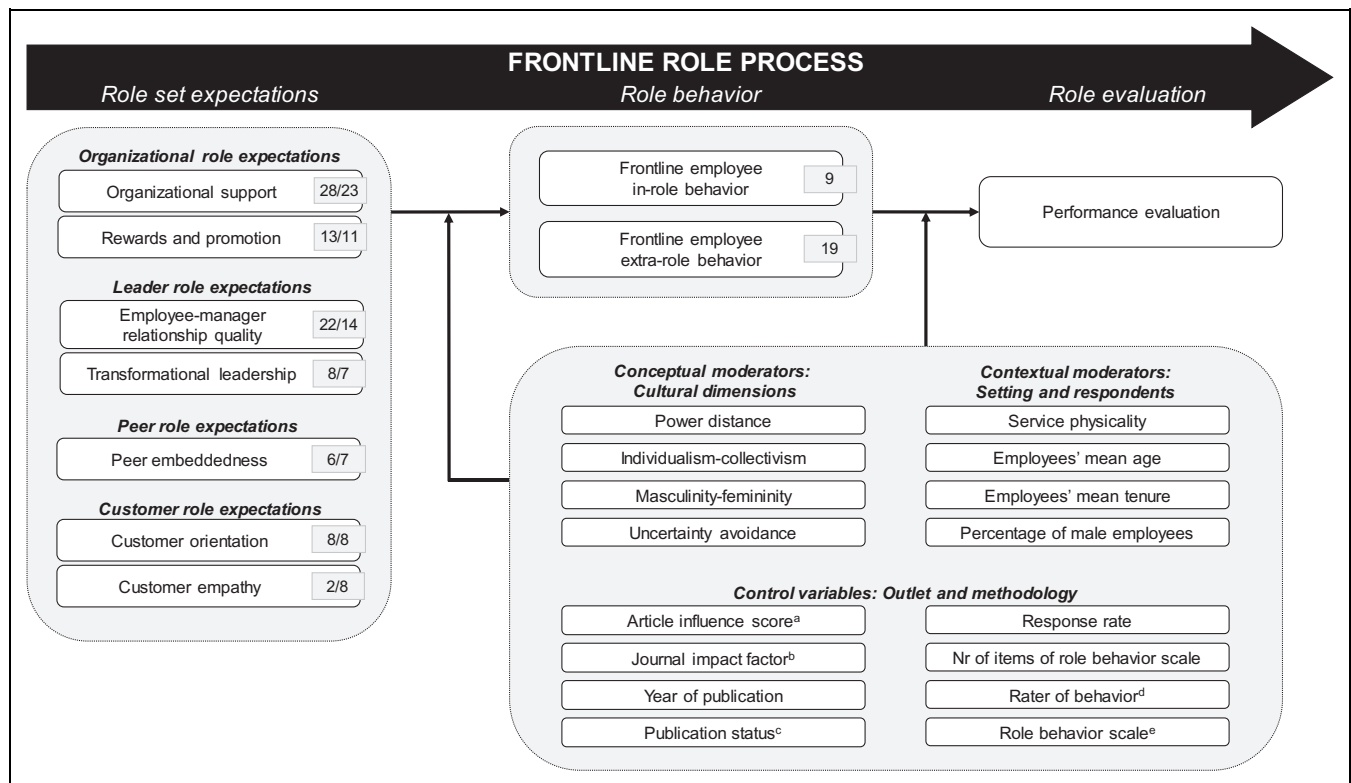 FRONTLINE ROLE PROCESS
Role set expectations
Role behavior
Role evaluation
Organizational role expectations
Organizational support
28/23
Rewards and promotion
13/11
Leader role expectations
Employee-manager
relationship quality
22/14
Transformational leadership
8/7
Peer role expectations
Peer embeddedness
6/7
Customer role expectations
Customer orientation
8/8
Customer empathy
2/8
Frontline employee
in-role behavior
9
Frontline employee
extra-role behavior
19
Performance evaluation
Conceptual moderators:
Cultural dimensions
Power distance
Individualism-collectivism
Masculinity-femininity
Uncertainty avoidance
Contextual moderators:
Setting and respondents
Service physicality
Employees’ mean age
Employees’ mean tenure
Percentage of male employees
Control variables: Outlet and methodology
Article influence scoreᵃ
Journal impact factorᵇ
Year of publication
Publication statusᶜ
Response rate
Nr of items of role behavior scale
Rater of behaviorᵈ
Role behavior scaleᵉ